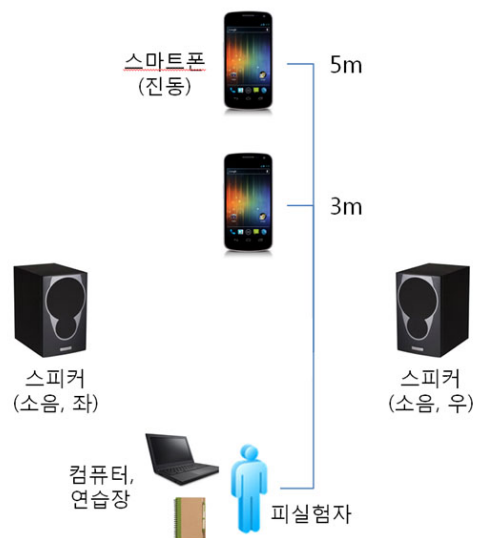 스마트폰
(진동)
5m
3m
스피커
(소음, 좌)
스피커
(소음, 우)
컴퓨터,
연습장
피실험자